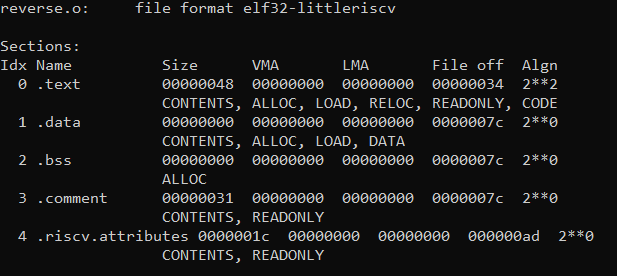 reverse.o:     file format elf32-littleriscv
Sections:
Idx Name          Size      VMA       LMA       File off  Algn
  0 .text         00000048  00000000  00000000  00000034  2**2
                  CONTENTS, ALLOC, LOAD, RELOC, READONLY, CODE
  1 .data         00000000  00000000  00000000  0000007c  2**0
                  CONTENTS, ALLOC, LOAD, DATA
  2 .bss          00000000  00000000  00000000  0000007c  2**0
                  ALLOC
  3 .comment      00000031  00000000  00000000  0000007c  2**0
                  CONTENTS, READONLY
  4 .riscv.attributes 0000001c  00000000  00000000  000000ad  2**0
                  CONTENTS, READONLY